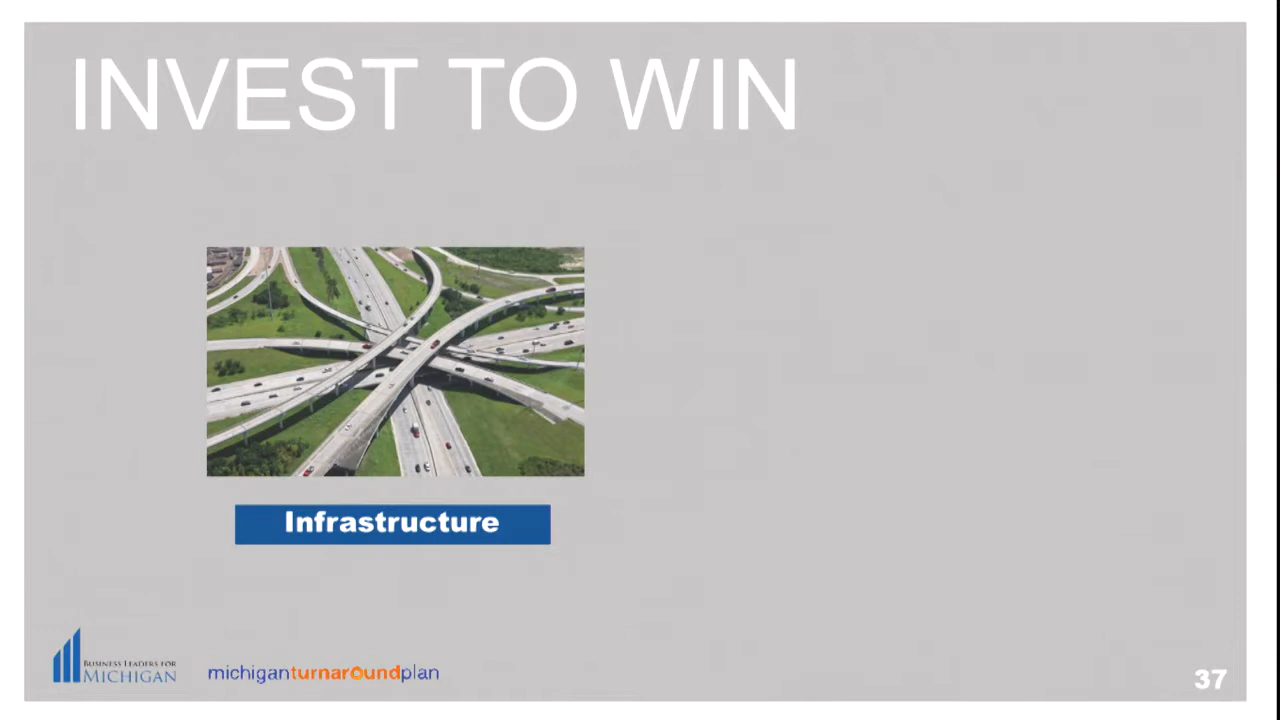 INVEST TO WIN
Infrastructure
BUSINESS LEADERS FOR
MICHIGAN
michiganturnaroundplan
37